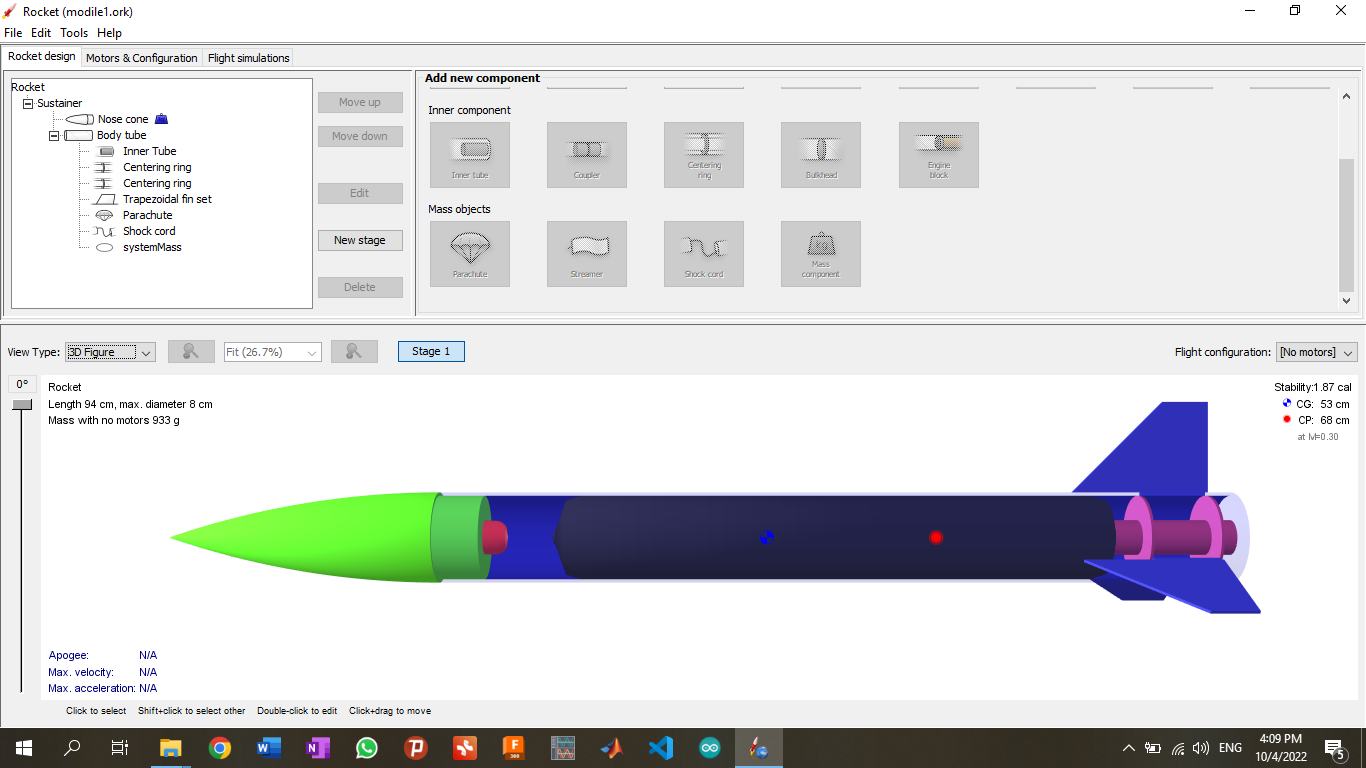 Rocket (modile1.ork)
File Edit Tools Help
Rocket design Motors & Configuration Flight simulations
Rocket
Sustainer
Nose cone
Body tube
Inner Tube
Centering ring
Centering ring
Trapezoidal fin set
Parachute
Shock cord
systemMass
Move up
Move down
Edit
New stage
Delete
Add new component
Inner component
Inner tube
Coupler
Centering
ring
Bulkhead
Engine
block
Mass objects
Parachute
Streamer
Shock cord
KG
Mass
component
View Type: 3D Figure Fit (26.7%) Stage 1 Flight configuration: [No motors]
0°
Rocket
Length 94 cm, max. diameter 8 cm
Mass with no motors 933 g
Stability:1.87 cal
CG: 53 cm
CP: 68 cm
at M=0.30
Apogee: N/A
Max. velocity: N/A
Max. acceleration: N/A
Click to select Shift+click to select other Double-click to edit Click+drag to move
W N P F
360
ENG
4:09 PM
10/4/2022
5